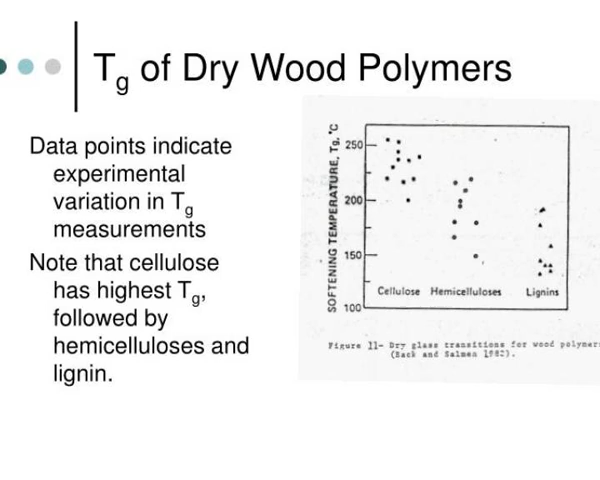 Tg of Dry Wood Polymers
Data points indicate
experimental
variation in Tg
measurements
Note that cellulose
has highest Tg,
followed by
hemicelluloses and
lignin.
SOFTENING TEMPERATURE, Tg, °C
250
200
150
100
Cellulose Hemicelluloses Lignins
Figure 11- Dry glass transitions for wood polymers
(Back and Salmen 1982).